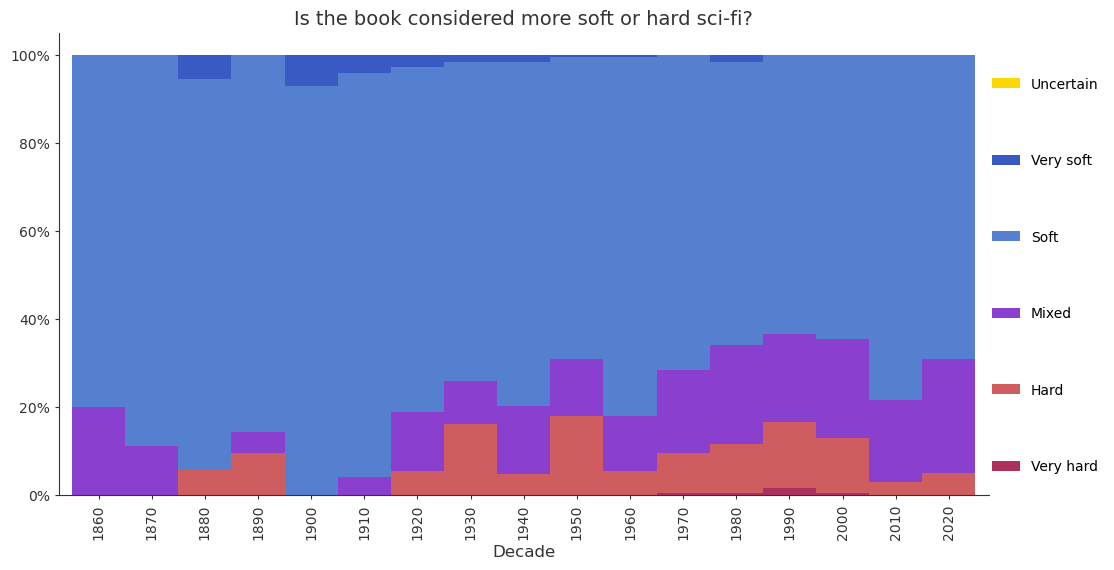 Is the book considered more soft or hard sci-fi?
100%
80%
60%
40%
20%
0%
1860
1870
1880
1890
1900
1910
1920
1930
1940
1950
1960
1970
1980
1990
2000
2010
2020
Decade
Uncertain
Very soft
Soft
Mixed
Hard
Very hard